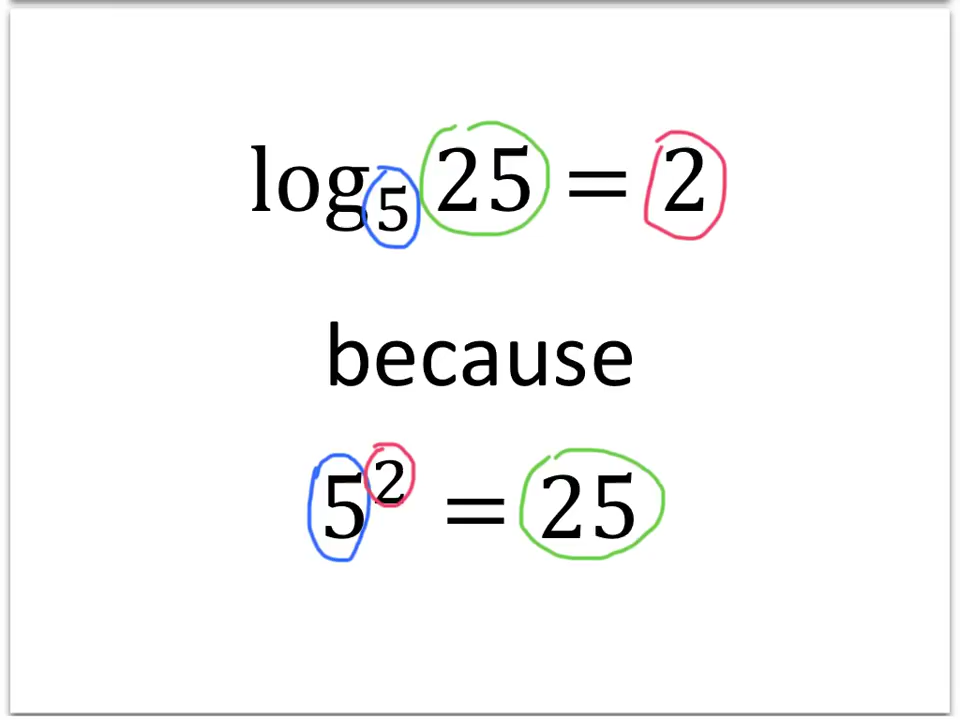 log₅ 25 = 2
because
5² = 25